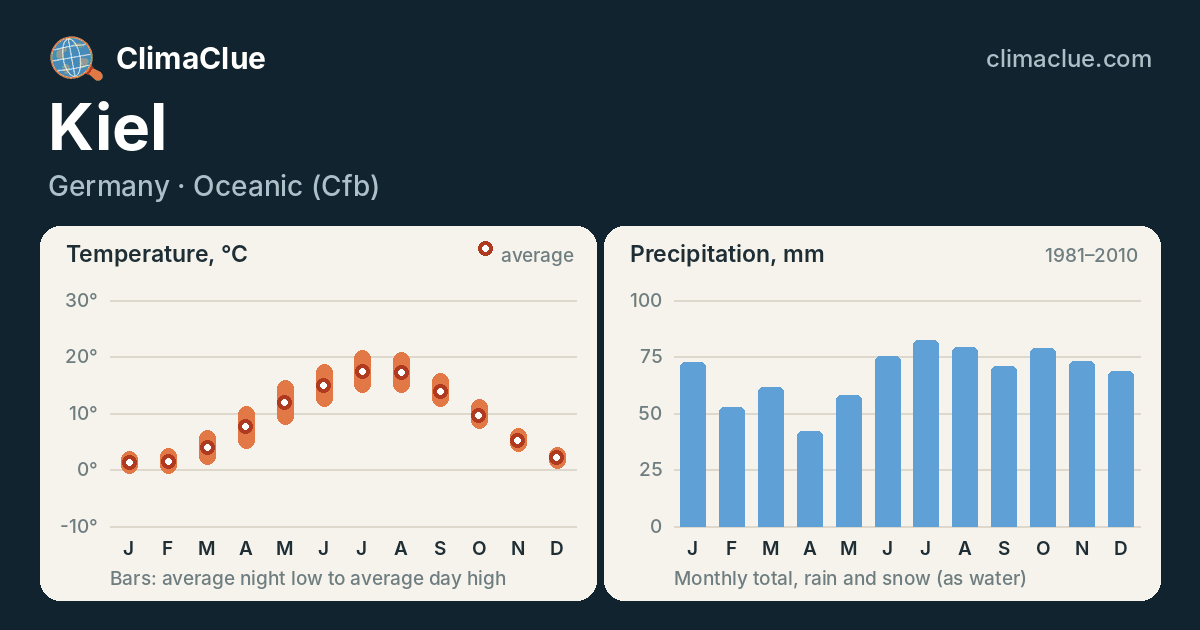 ClimaClue
climaclue.com
Kiel
Germany · Oceanic (Cfb)
Temperature, °C
average
30°
20°
10°
0°
-10°
J F M A M J J A S O N D
Bars: average night low to average day high
Precipitation, mm
1981–2010
100
75
50
25
0
J F M A M J J A S O N D
Monthly total, rain and snow (as water)